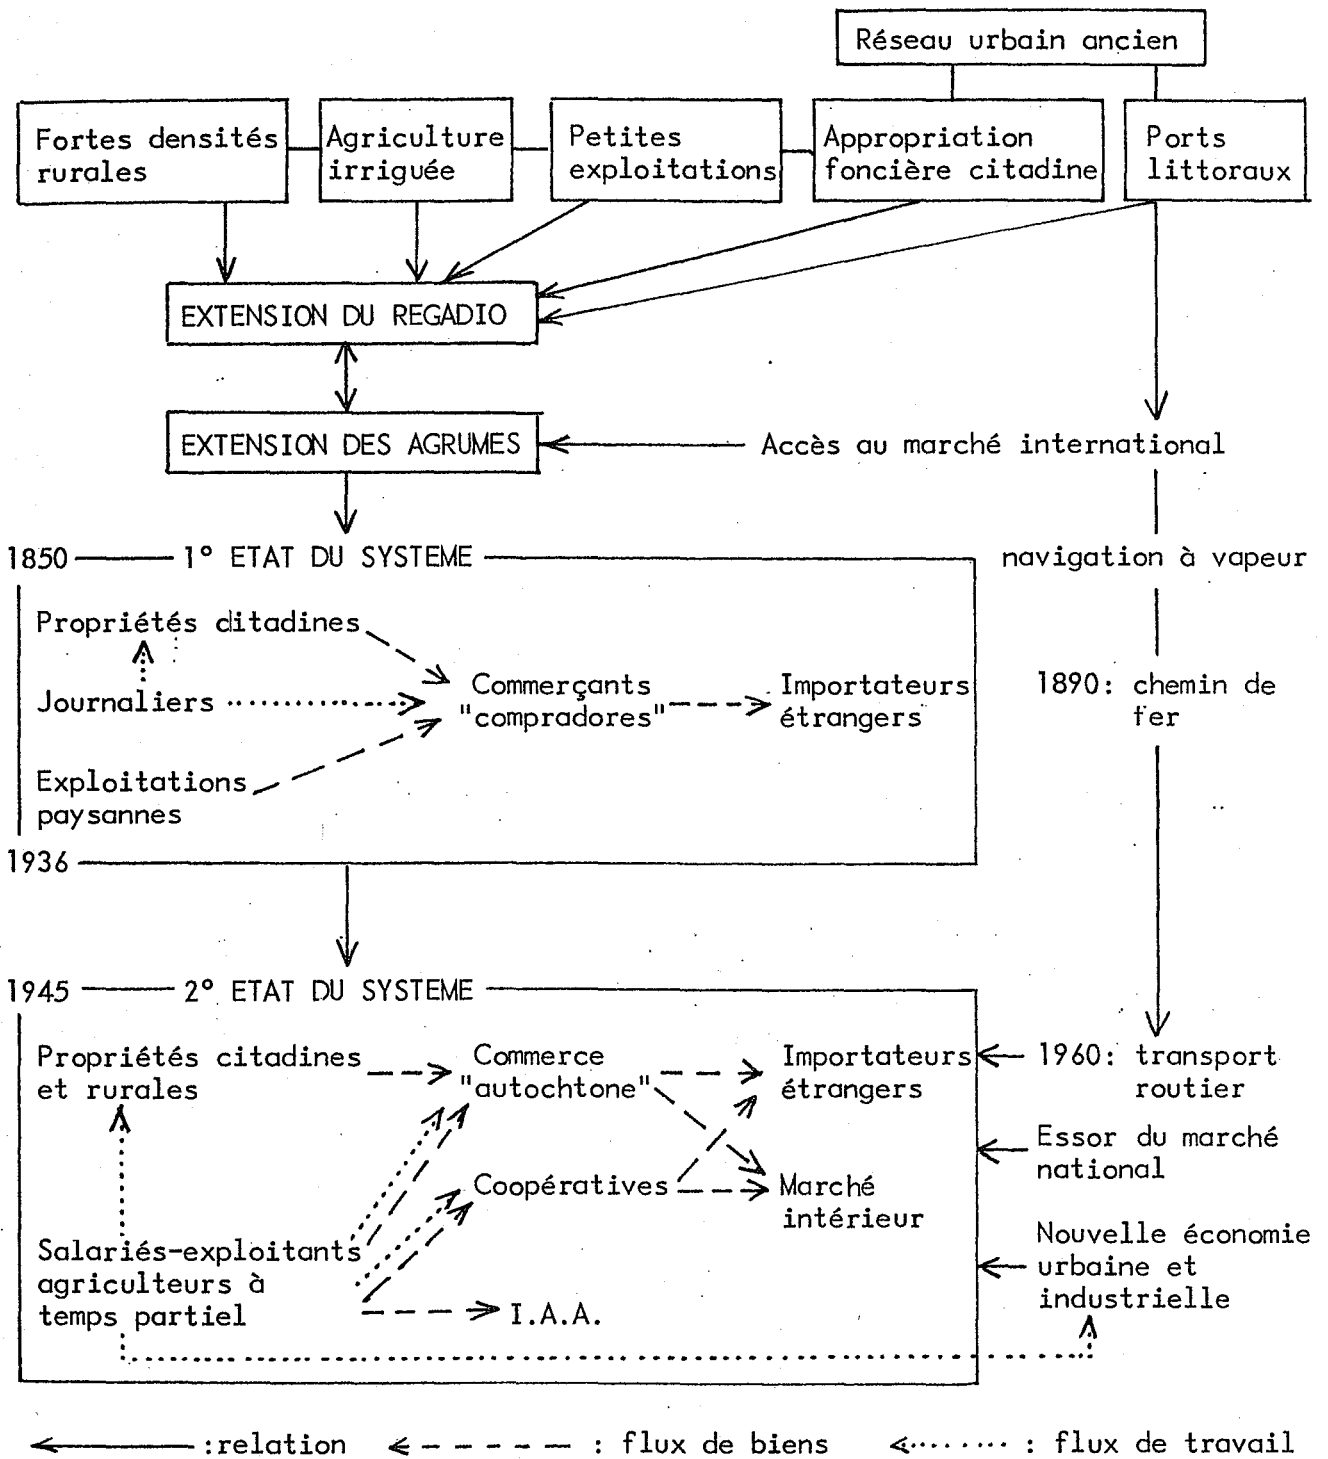 Réseau urbain ancien
Fortes densités
rurales
Agriculture
irriguée
Petites
exploitations
Appropriation
foncière citadine
Ports
littoraux
EXTENSION DU REGADIO
EXTENSION DES AGRUMES
Accès au marché international
1850
1° ETAT DU SYSTEME
navigation à vapeur
Propriétés citadines
Journaliers
Commerçants
"compradores"
Importateurs
étrangers
1890: chemin de
fer
Exploitations
paysannes
1936
1945
2° ETAT DU SYSTEME
Propriétés citadines
et rurales
Commerce
"autochtone"
Importateurs
étrangers
1960: transport
routier
Essor du marché
national
Coopératives
Marché
intérieur
Nouvelle économie
urbaine et
industrielle
Salariés-exploitants
agriculteurs à
temps partiel
I.A.A.
:relation
: flux de biens
: flux de travail